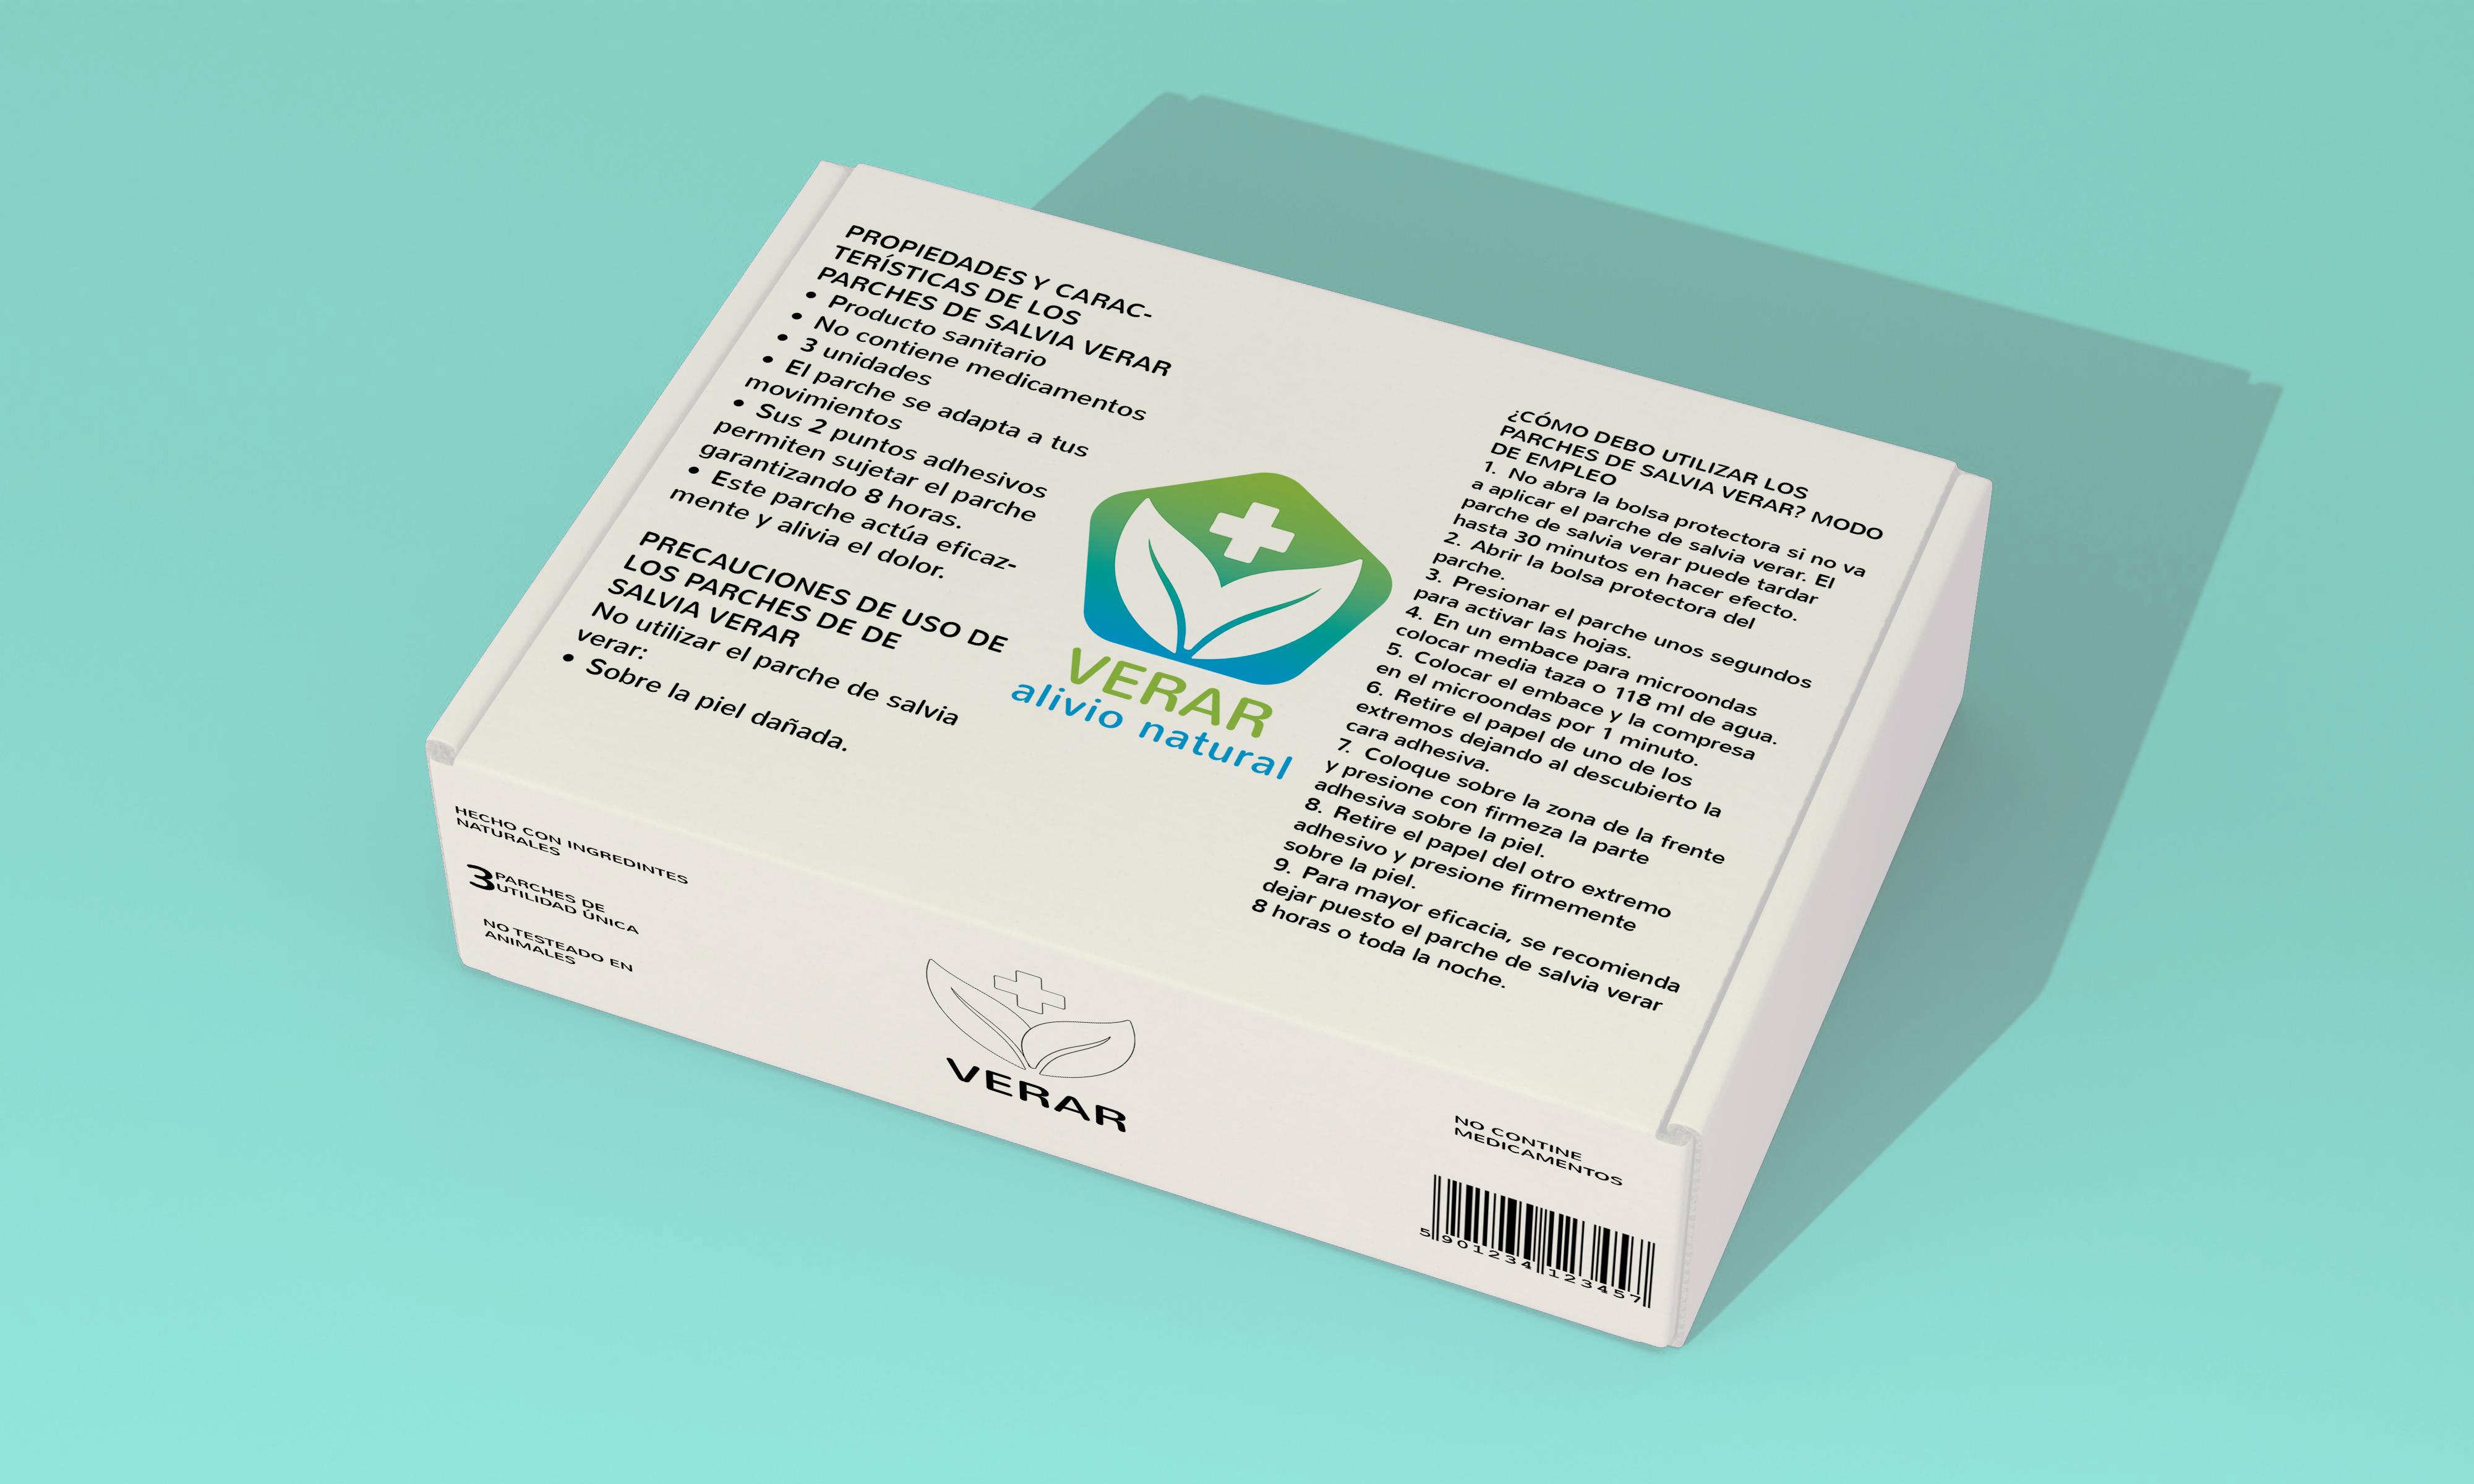 PROPIEDADES Y CARAC-
TERÍSTICAS DE LOS
PARCHES DE SALVIA VERAR
• Producto sanitario
• No contiene medicamentos
• 3 unidades
• El parche se adapta a tus
movimientos
• Sus 2 puntos adhesivos
permiten sujetar el parche
garantizando 8 horas.
• Este parche actúa eficaz-
mente y alivia el dolor.
PRECAUCIONES DE USO DE
LOS PARCHES DE DE
SALVIA VERAR
No utilizar el parche de salvia
verar:
• Sobre la piel dañada.
VERAR
alivio natural
¿CÓMO DEBO UTILIZAR LOS
PARCHES DE SALVIA VERAR? MODO
DE EMPLEO
1. No abra la bolsa protectora si no va
a aplicar el parche de salvia verar. El
parche de salvia verar puede tardar
hasta 30 minutos en hacer efecto.
2. Abrir la bolsa protectora del
parche.
3. Presionar el parche unos segundos
para activar las hojas.
4. En un embace para microondas
colocar media taza o 118 ml de agua.
5. Colocar el embace y la compresa
en el microondas por 1 minuto.
6. Retire el papel de uno de los
extremos dejando al descubierto la
cara adhesiva.
7. Coloque sobre la zona de la frente
y presione con firmeza la parte
adhesiva sobre la piel.
8. Retire el papel del otro extremo
adhesivo y presione firmemente
sobre la piel.
9. Para mayor eficacia, se recomienda
dejar puesto el parche de salvia verar
8 horas o toda la noche.
HECHO CON INGREDINTES
NATURALES
3 PARCHES DE
UTILIDAD ÚNICA
NO TESTEADO EN
ANIMALES
VERAR
NO CONTINE
MEDICAMENTOS
5 901234 123457